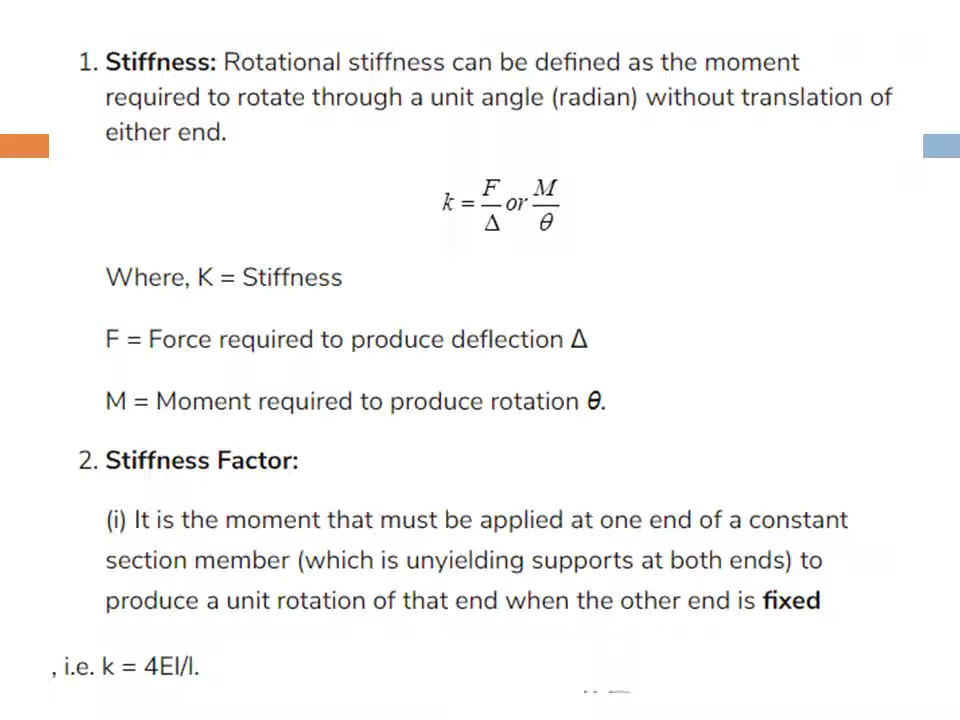 1. Stiffness: Rotational stiffness can be defined as the moment
required to rotate through a unit angle (radian) without translation of
either end.
k = F/Δ or M/θ
Where, K = Stiffness
F = Force required to produce deflection Δ
M = Moment required to produce rotation θ.
2. Stiffness Factor:
(i) It is the moment that must be applied at one end of a constant
section member (which is unyielding supports at both ends) to
produce a unit rotation of that end when the other end is fixed
, i.e. k = 4EI/l.